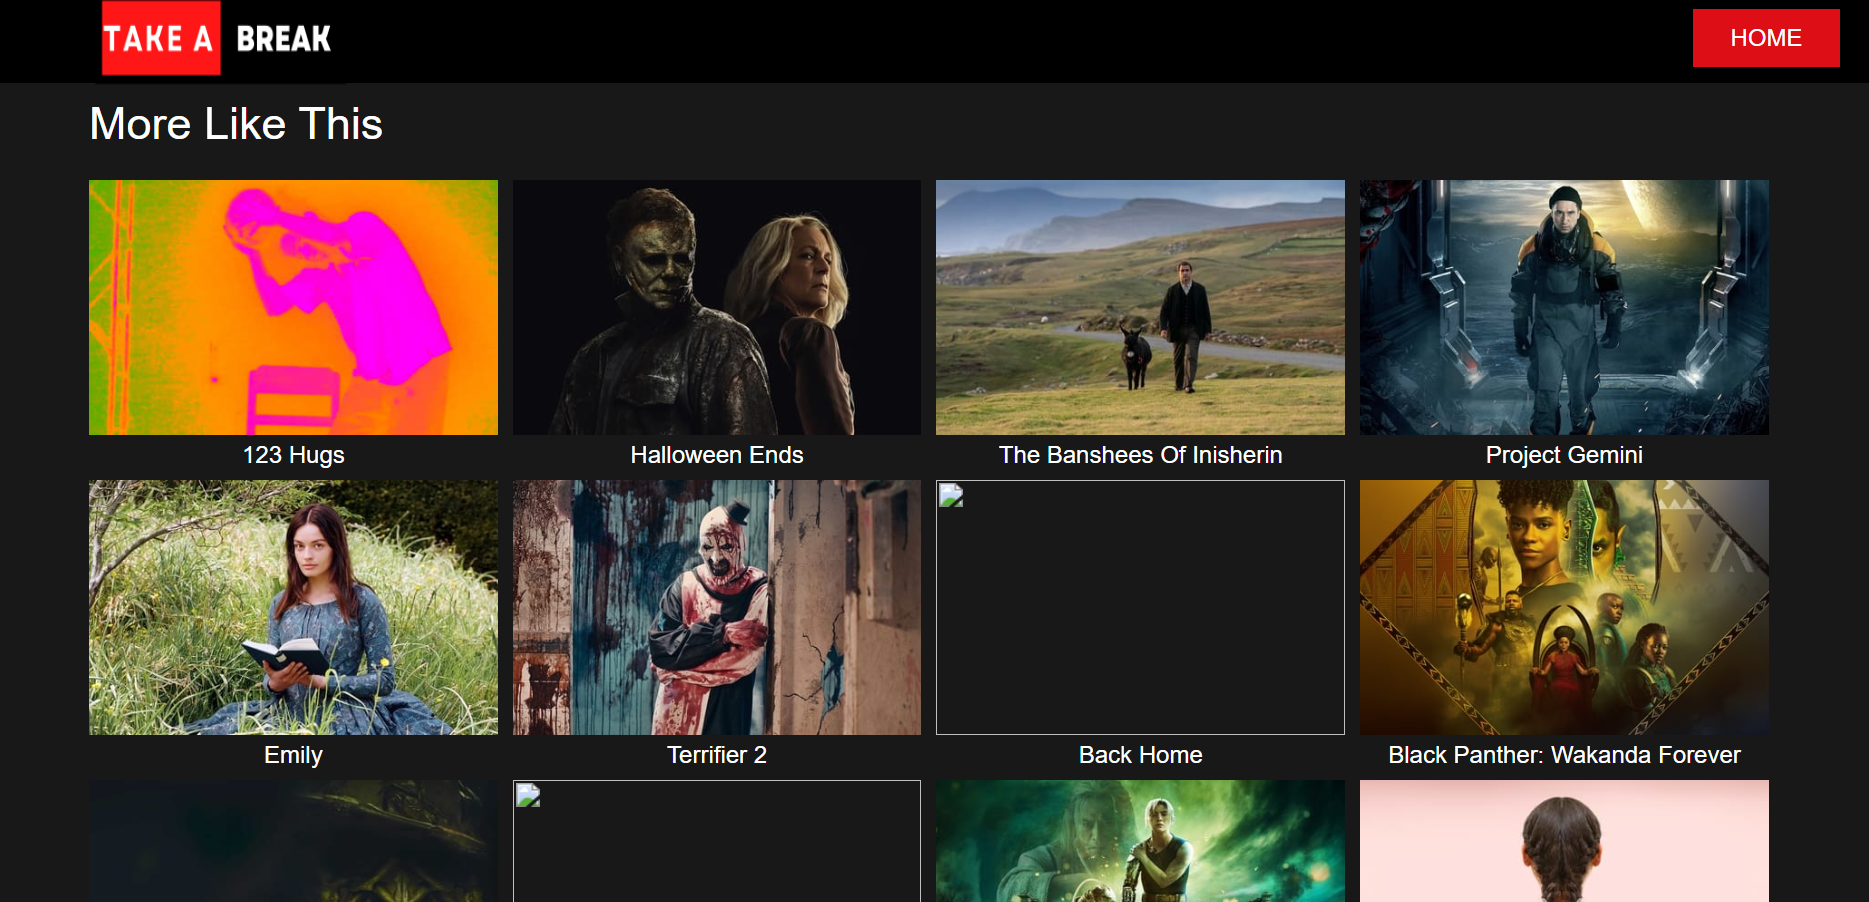 TAKE A BREAK
HOME
More Like This
123 Hugs
Halloween Ends
The Banshees Of Inisherin
Project Gemini
Emily
Terrifier 2
Back Home
Black Panther: Wakanda Forever